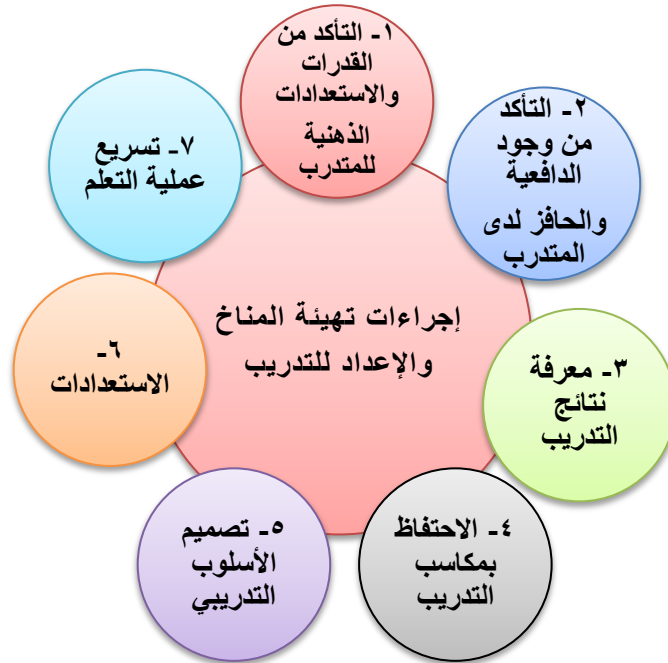 ١- التأكد من
القدرات
والاستعدادات
الذهنية
للمتدرب
٢- التأكد
من وجود
الدافعية
والحافز لدى
المتدرب
٣- معرفة
نتائج
التدريب
٤- الاحتفاظ
بمكاسب
التدريب
٥- تصميم
الأسلوب
التدريبي
٦-
الاستعدادات
٧- تسريع
عملية التعلم
إجراءات تهيئة المناخ
والإعداد للتدريب